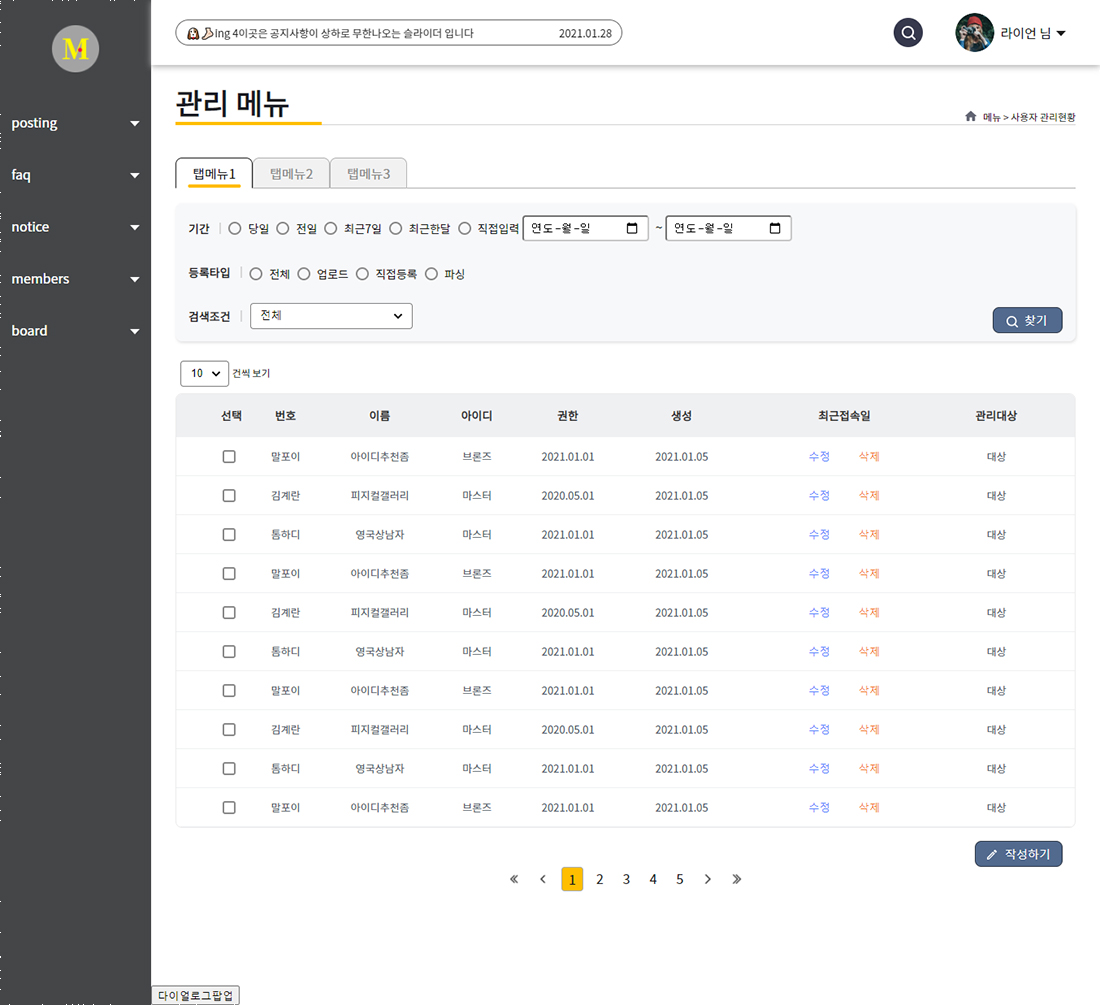 M
posting
faq
notice
members
board
Ing 4이곳은 공지사항이 상하로 무한나오는 슬라이더 입니다 2021.01.28
라이언 님
관리 메뉴
메뉴 > 사용자 관리현황
탭메뉴1 탭메뉴2 탭메뉴3
기간 당일 전일 최근7일 최근한달 직접입력 연도-월-일 ~ 연도-월-일
등록타입 전체 업로드 직접등록 파싱
검색조건 전체
찾기
10 건씩 보기
선택 번호 이름 아이디 권한 생성 최근접속일 관리대상
말포이 아이디추천좀 브론즈 2021.01.01 2021.01.05 수정 삭제 대상
김계란 피지컬갤러리 마스터 2020.05.01 2021.01.05 수정 삭제 대상
톰하디 영국상남자 마스터 2021.01.01 2021.01.05 수정 삭제 대상
말포이 아이디추천좀 브론즈 2021.01.01 2021.01.05 수정 삭제 대상
김계란 피지컬갤러리 마스터 2020.05.01 2021.01.05 수정 삭제 대상
톰하디 영국상남자 마스터 2021.01.01 2021.01.05 수정 삭제 대상
말포이 아이디추천좀 브론즈 2021.01.01 2021.01.05 수정 삭제 대상
김계란 피지컬갤러리 마스터 2020.05.01 2021.01.05 수정 삭제 대상
톰하디 영국상남자 마스터 2021.01.01 2021.01.05 수정 삭제 대상
말포이 아이디추천좀 브론즈 2021.01.01 2021.01.05 수정 삭제 대상
작성하기
« ‹ 1 2 3 4 5 › »
다이얼로그팝업